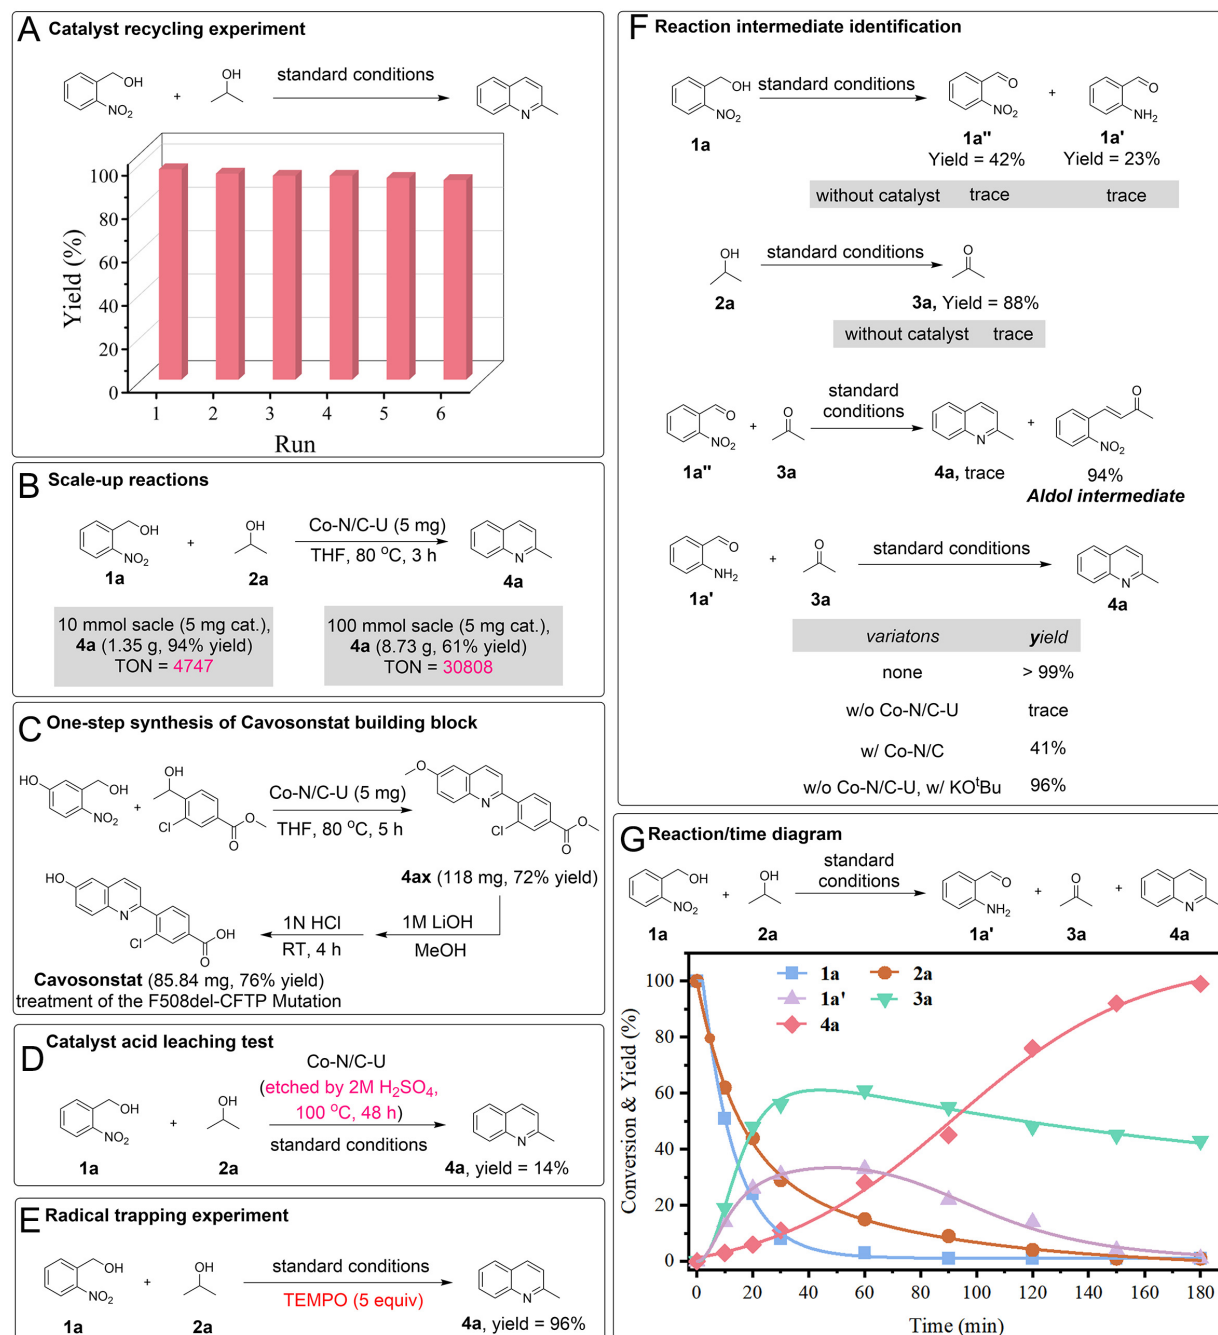 A Catalyst recycling experiment
OH
NO2
+
OH
standard conditions
N
Yield (%)
100
80
60
40
20
0
1 2 3 4 5 6
Run
B Scale-up reactions
OH
NO2
1a
+
OH
2a
Co-N/C-U (5 mg)
THF, 80 °C, 3 h
N
4a
10 mmol sacle (5 mg cat.),
4a (1.35 g, 94% yield)
TON = 4747
100 mmol sacle (5 mg cat.),
4a (8.73 g, 61% yield)
TON = 30808
C One-step synthesis of Cavosonstat building block
HO
OH
NO2
+
OH
Cl
O
O
Co-N/C-U (5 mg)
THF, 80 °C, 5 h
O
N
Cl
O
O
4ax (118 mg, 72% yield)
1M LiOH
MeOH
1N HCl
RT, 4 h
HO
N
Cl
OH
O
Cavosonstat (85.84 mg, 76% yield)
treatment of the F508del-CFTP Mutation
D Catalyst acid leaching test
OH
NO2
1a
+
OH
2a
Co-N/C-U
(etched by 2M H2SO4,
100 °C, 48 h)
standard conditions
N
4a, yield = 14%
E Radical trapping experiment
OH
NO2
1a
+
OH
2a
standard conditions
TEMPO (5 equiv)
N
4a, yield = 96%
F Reaction intermediate identification
OH
NO2
1a
standard conditions
O
NO2
1a''
Yield = 42%
+
O
NH2
1a'
Yield = 23%
without catalyst trace trace
OH
2a
standard conditions
O
3a, Yield = 88%
without catalyst trace
O
NO2
1a''
+
O
3a
standard
conditions
N
4a, trace
+
O
NO2
94%
Aldol intermediate
O
NH2
1a'
+
O
3a
standard conditions
N
4a
variatons yield
none > 99%
w/o Co-N/C-U trace
w/ Co-N/C 41%
w/o Co-N/C-U, w/ KOtBu 96%
G Reaction/time diagram
OH
NO2
1a
+
OH
2a
standard
conditions
O
NH2
1a'
+
O
3a
+
N
4a
1a 2a
1a' 3a
4a
Conversion & Yield (%)
100
80
60
40
20
0
0 20 40 60 80 100 120 140 160 180
Time (min)